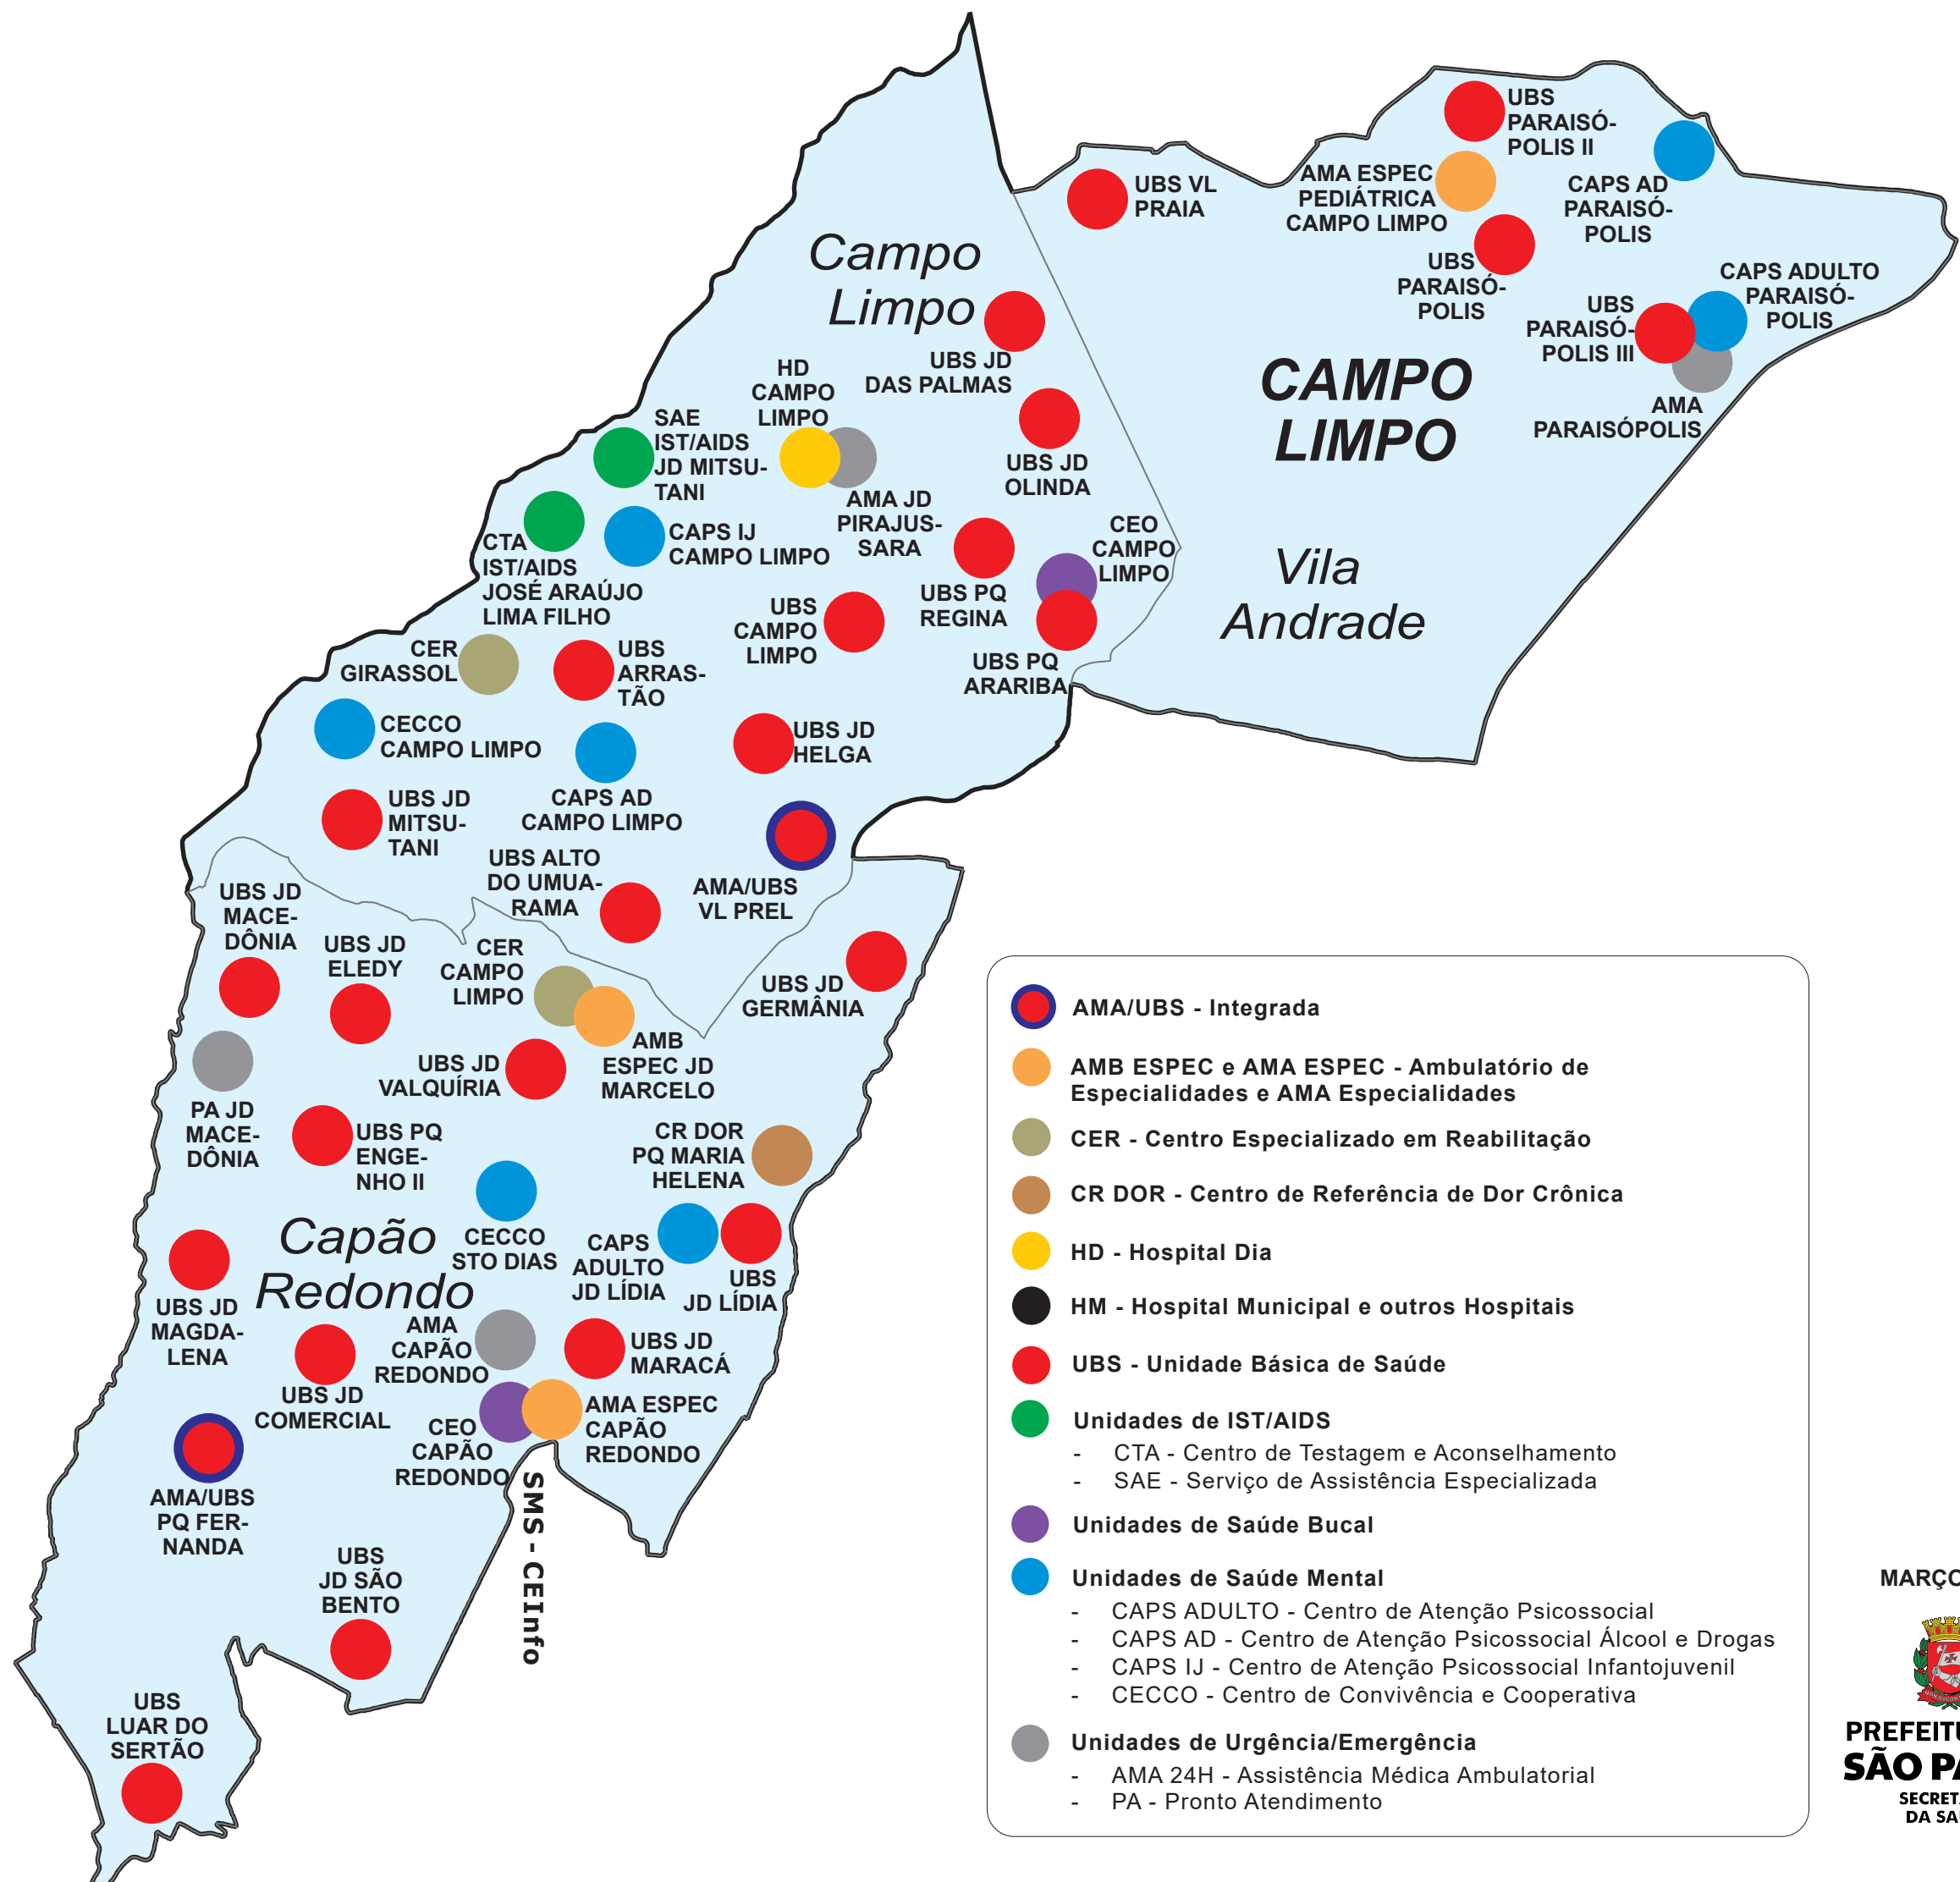 UBS
PARAISÓ-
POLIS II
UBS VL
PRAIA
AMA ESPEC
PEDIÁTRICA
CAMPO LIMPO
CAPS AD
PARAISÓ-
POLIS
UBS
PARAISÓ-
POLIS
CAPS ADULTO
PARAISÓ-
POLIS
UBS
PARAISÓ-
POLIS III
AMA
PARAISÓPOLIS
Campo
Limpo
CAMPO
LIMPO
Vila
Andrade
UBS JD
DAS PALMAS
HD
CAMPO
LIMPO
SAE
IST/AIDS
JD MITSU-
TANI
AMA JD
PIRAJUS-
SARA
UBS JD
OLINDA
CTA
IST/AIDS
JOSÉ ARAÚJO
LIMA FILHO
CAPS IJ
CAMPO LIMPO
CEO
CAMPO
LIMPO
UBS PQ
REGINA
UBS
CAMPO
LIMPO
UBS PQ
ARARIBA
CER
GIRASSOL
UBS
ARRAS-
TÃO
CECCO
CAMPO LIMPO
UBS JD
HELGA
CAPS AD
CAMPO LIMPO
UBS JD
MITSU-
TANI
UBS ALTO
DO UMUA-
RAMA
AMA/UBS
VL PREL
UBS JD
MACE-
DÔNIA
UBS JD
ELEDY
CER
CAMPO
LIMPO
UBS JD
GERMÂNIA
AMB
ESPEC JD
MARCELO
UBS JD
VALQUÍRIA
PA JD
MACE-
DÔNIA
UBS PQ
ENGE-
NHO II
CR DOR
PQ MARIA
HELENA
Capão
Redondo
CECCO
STO DIAS
CAPS
ADULTO
JD LÍDIA
UBS
JD LÍDIA
UBS JD
MAGDA-
LENA
AMA
CAPÃO
REDONDO
UBS JD
MARACÁ
UBS JD
COMERCIAL
CEO
CAPÃO
REDONDO
AMA ESPEC
CAPÃO
REDONDO
AMA/UBS
PQ FER-
NANDA
UBS
JD SÃO
BENTO
UBS
LUAR DO
SERTÃO
SMS - CEInfo
AMA/UBS - Integrada
AMB ESPEC e AMA ESPEC - Ambulatório de
Especialidades e AMA Especialidades
CER - Centro Especializado em Reabilitação
CR DOR - Centro de Referência de Dor Crônica
HD - Hospital Dia
HM - Hospital Municipal e outros Hospitais
UBS - Unidade Básica de Saúde
Unidades de IST/AIDS
- CTA - Centro de Testagem e Aconselhamento
- SAE - Serviço de Assistência Especializada
Unidades de Saúde Bucal
Unidades de Saúde Mental
- CAPS ADULTO - Centro de Atenção Psicossocial
- CAPS AD - Centro de Atenção Psicossocial Álcool e Drogas
- CAPS IJ - Centro de Atenção Psicossocial Infantojuvenil
- CECCO - Centro de Convivência e Cooperativa
Unidades de Urgência/Emergência
- AMA 24H - Assistência Médica Ambulatorial
- PA - Pronto Atendimento
MARÇO
SÃO